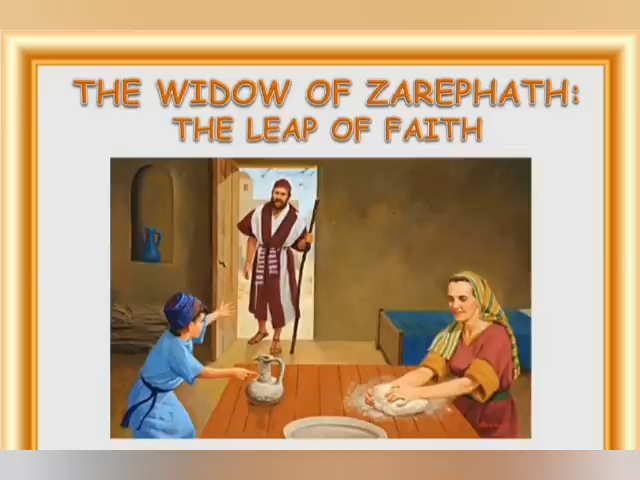 THE WIDOW OF ZAREPHATH:
THE LEAP OF FAITH